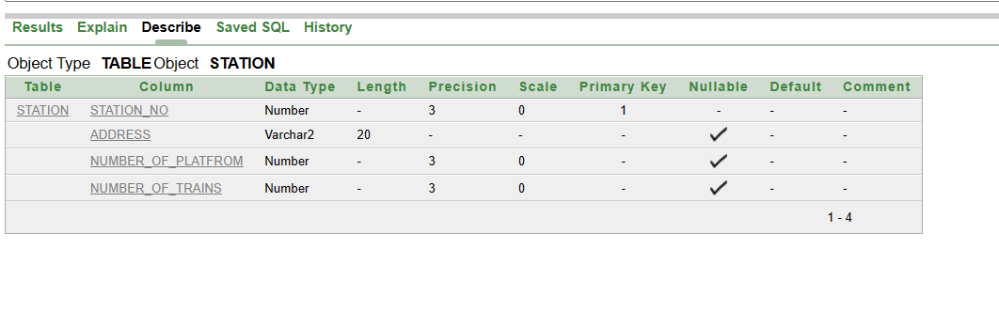 Results Explain Describe Saved SQL History
Object Type TABLE Object STATION
Table Column Data Type Length Precision Scale Primary Key Nullable Default Comment
STATION STATION_NO Number - 3 0 1 - - -
ADDRESS Varchar2 20 - - - ✓ - -
NUMBER_OF_PLATFROM Number - 3 0 - ✓ - -
NUMBER_OF_TRAINS Number - 3 0 - ✓ - -
1 - 4